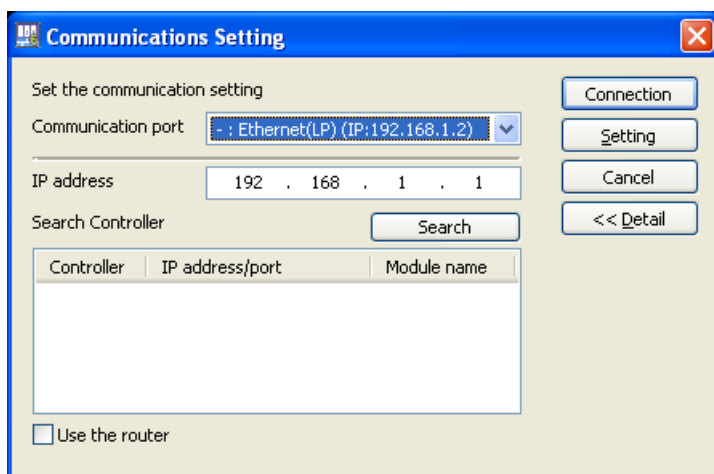 Communications Setting
Set the communication setting
Communication port - : Ethernet(LP) (IP:192.168.1.2)
IP address 192 . 168 . 1 . 1
Search Controller Search
Controller IP address/port Module name
Use the router
Connection
Setting
Cancel
<< Detail